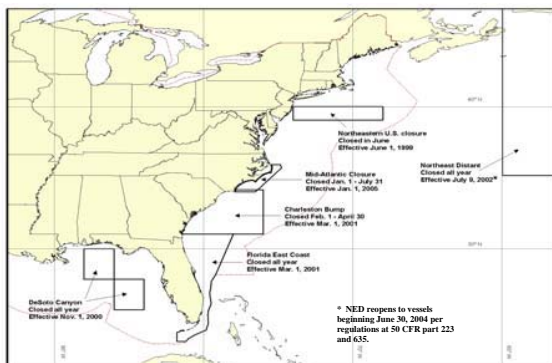 40°N
Northeastern U.S. closure
Closed in June
Effective June 1, 1999
Northeast Distant
Closed all year
Effective July 9, 2002*
Mid-Atlantic Closure
Closed Jan. 1 - July 31
Effective Jan. 1, 2005
Charleston Bump
Closed Feb. 1 - April 30
Effective Mar. 1, 2001
30°N
Florida East Coast
Closed all year
Effective Mar. 1, 2001
DeSoto Canyon
Closed all year
Effective Nov. 1, 2000
* NED reopens to vessels
beginning June 30, 2004 per
regulations at 50 CFR part 223
and 635.